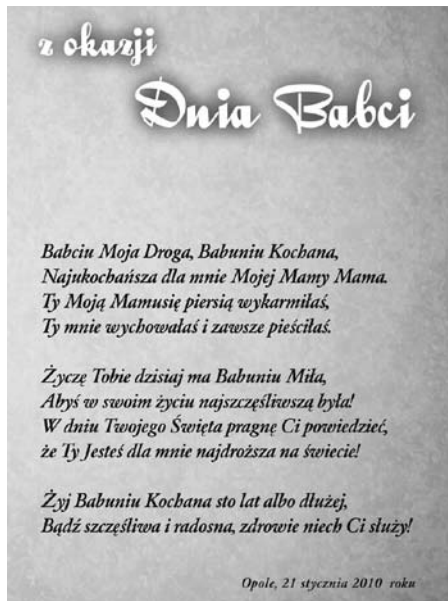 z okazji
Dnia Babci
Babciu Moja Droga, Babuniu Kochana,
Najukochańsza dla mnie Mojej Mamy Mama.
Ty Moją Mamusię piersią wykarmiłaś,
Ty mnie wychowałaś i zawsze pieściłaś.
Życzę Tobie dzisiaj ma Babuniu Miła,
Abyś w swoim życiu najszczęśliwszą była!
W dniu Twojego Święta pragnę Ci powiedzieć,
że Ty Jesteś dla mnie najdroższa na świecie!
Żyj Babuniu Kochana sto lat albo dłużej,
Bądź szczęśliwa i radosna, zdrowie niech Ci służy!
Opole, 21 stycznia 2010 roku